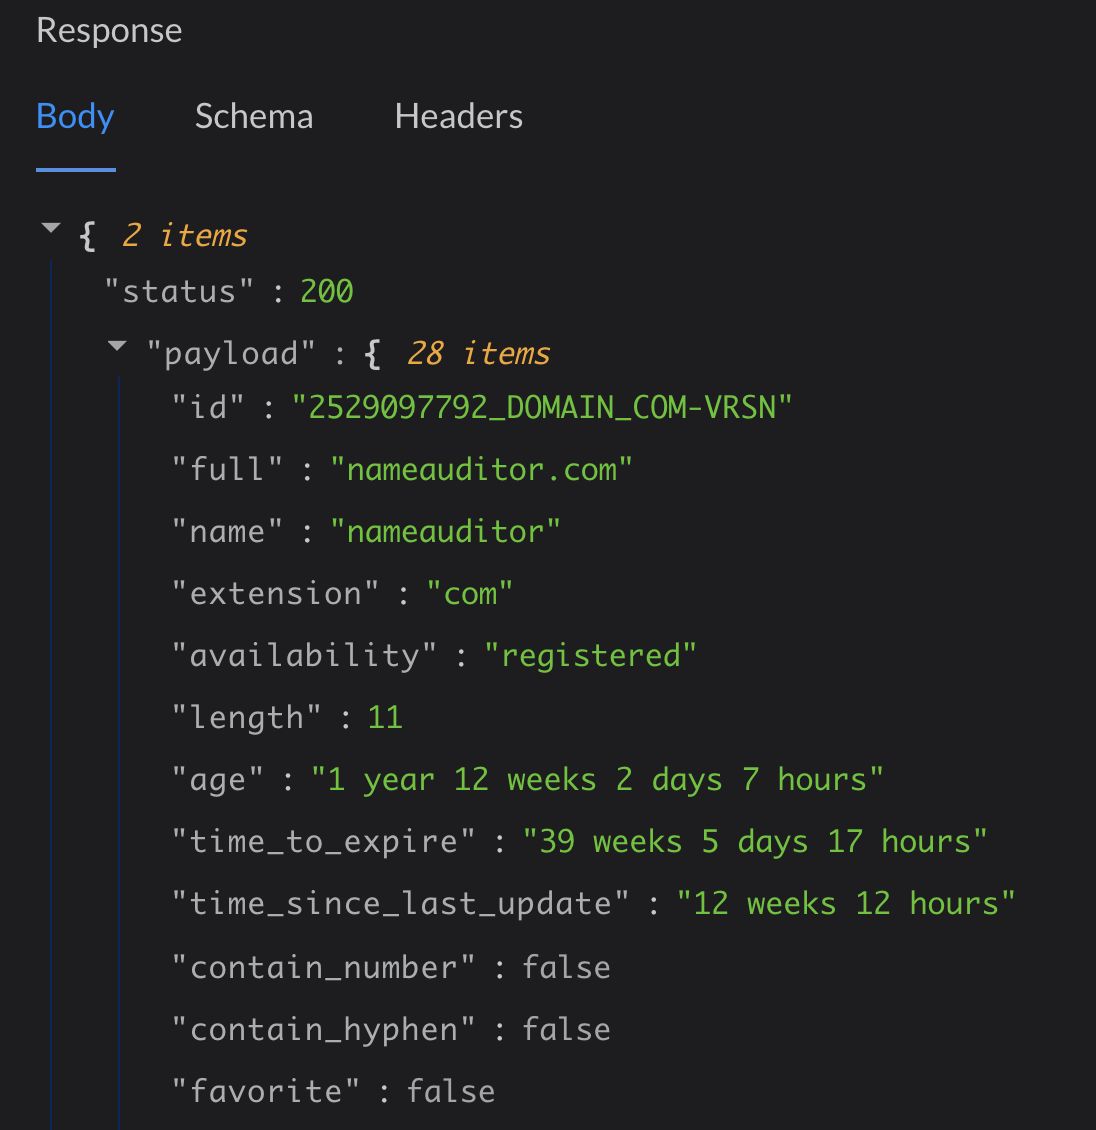 Response
Body Schema Headers
{ 2 items
"status" : 200
"payload" : { 28 items
"id" : "2529097792_DOMAIN_COM-VRSN"
"full" : "nameauditor.com"
"name" : "nameauditor"
"extension" : "com"
"availability" : "registered"
"length" : 11
"age" : "1 year 12 weeks 2 days 7 hours"
"time_to_expire" : "39 weeks 5 days 17 hours"
"time_since_last_update" : "12 weeks 12 hours"
"contain_number" : false
"contain_hyphen" : false
"favorite" : false